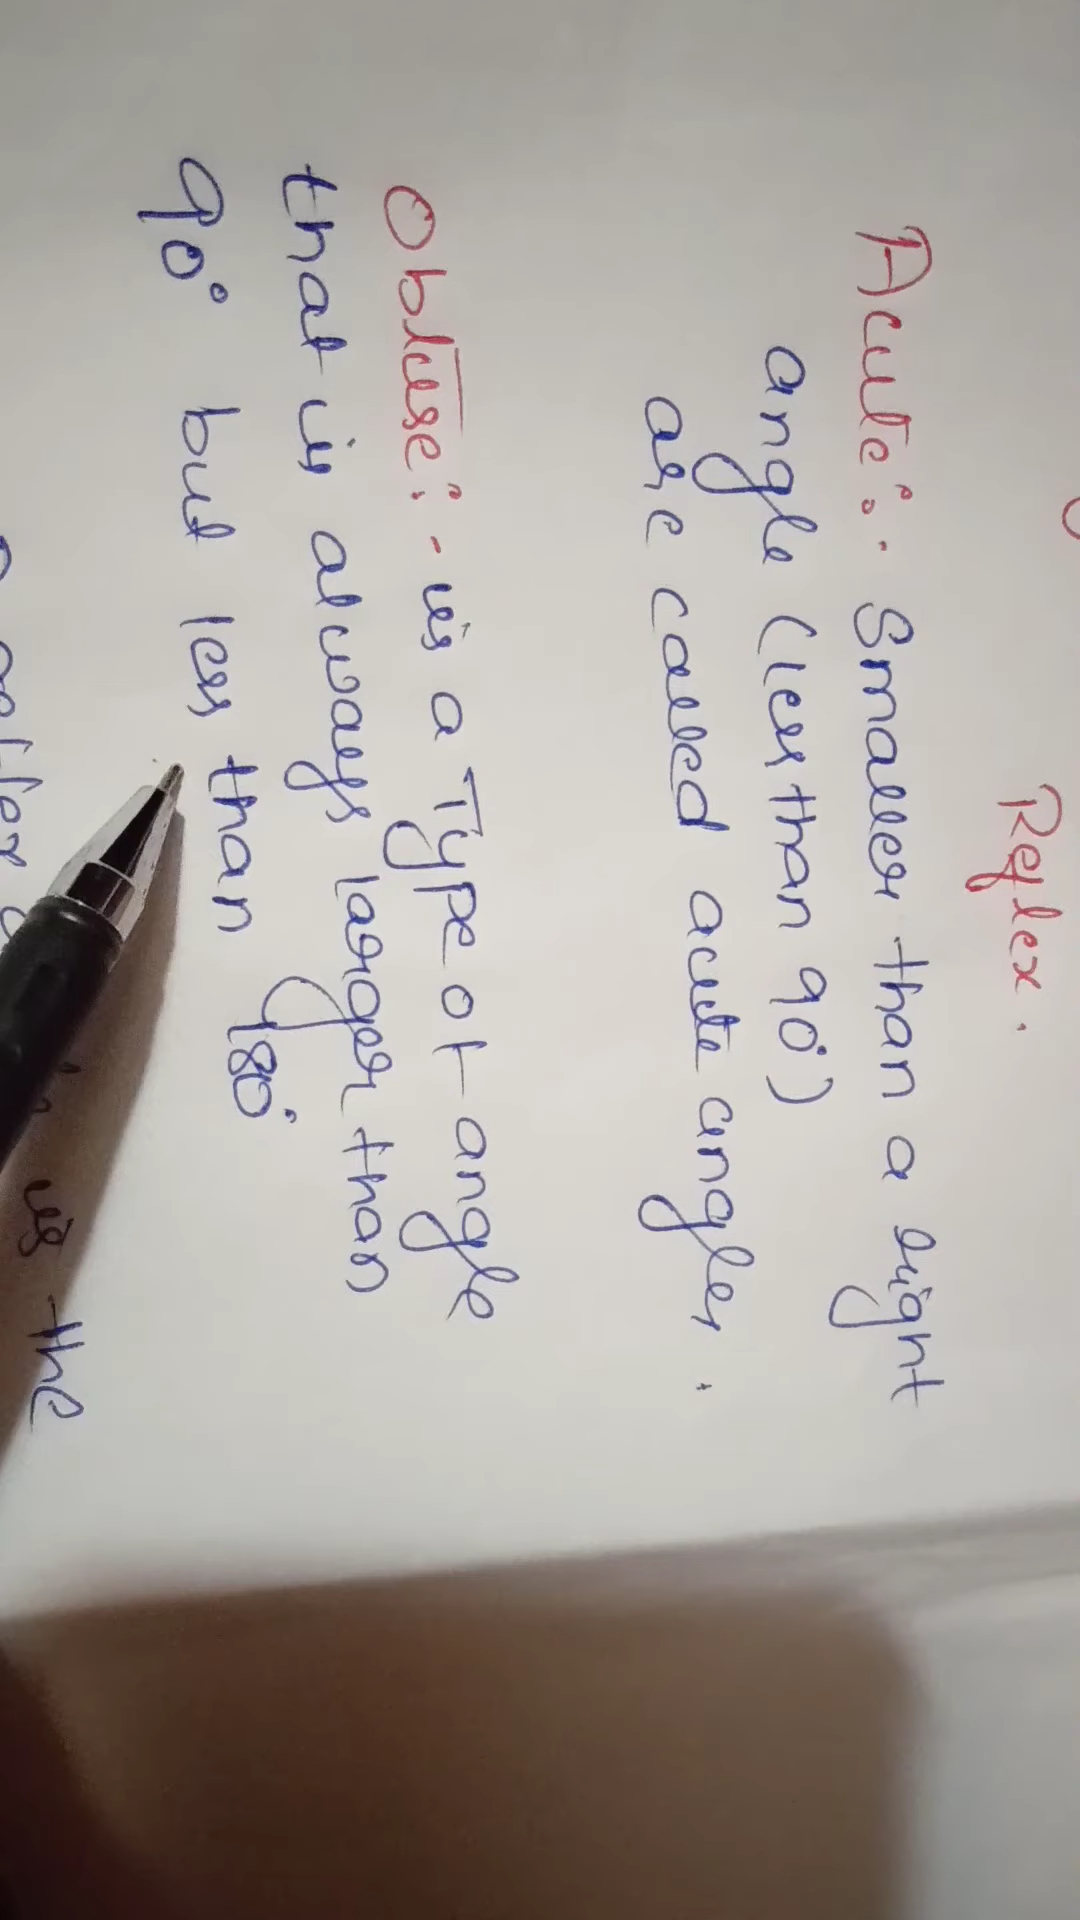 Reflex.
Acute:- Smaller than a right
angle (less than 90°)
are called acute angles.
Obtuse:- is a Type of angle
that is always larger than
90° but less than 180°
is the